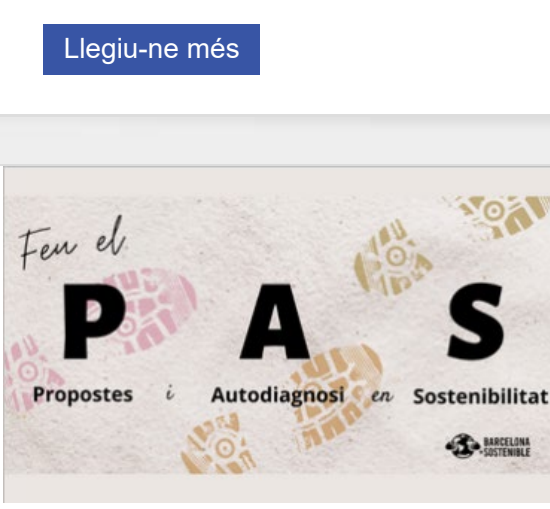 Llegiu-ne més
Feu el
P A S
Propostes i Autodiagnosi en Sostenibilitat
BARCELONA
+SOSTENIBLE